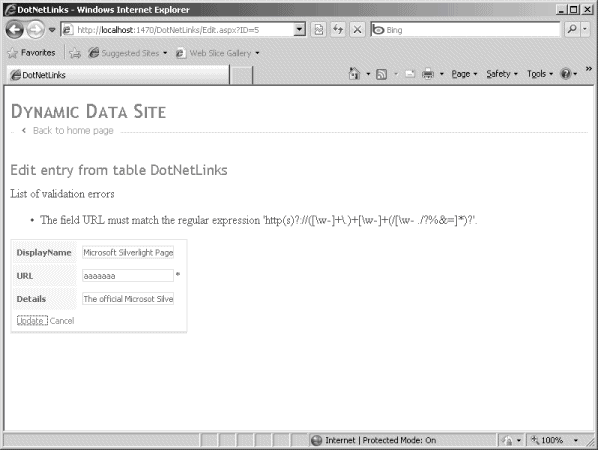 DotNetLinks - Windows Internet Explorer
http://localhost:1470/DotNetLinks/Edit.aspx?ID=5
Bing
Favorites Suggested Sites Web Slice Gallery
DotNetLinks Page Safety Tools
DYNAMIC DATA SITE
Back to home page
Edit entry from table DotNetLinks
List of validation errors
• The field URL must match the regular expression 'http(s)?://([\w-]+\.)+[\w-]+(/[\w- ./?%&=]*)?'.
DisplayName Microsoft Silverlight Page
URL aaaaaaa *
Details The official Microsot Silve
Update Cancel
Internet | Protected Mode: On 100%